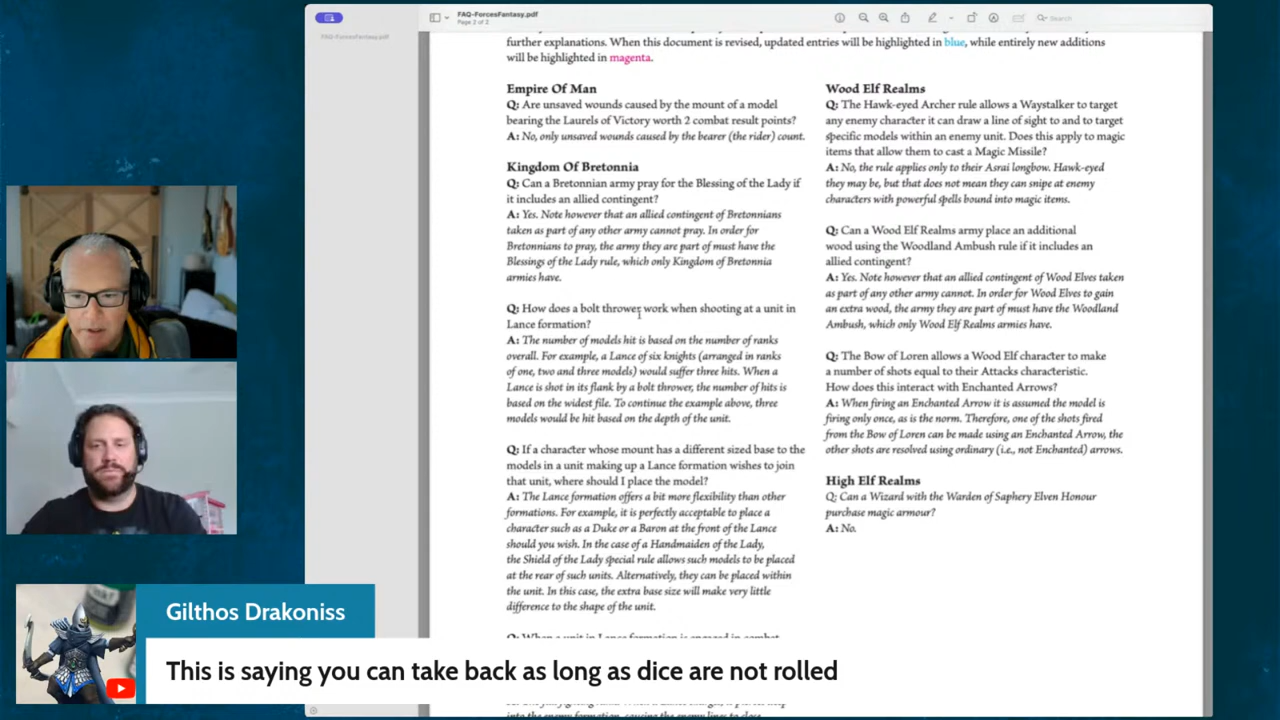 FAQ-ForcesFantasy.pdf
Page 2 of 3
Search
FAQ-ForcesFantasy.pdf
further explanations. When this document is revised, updated entries will be highlighted in blue, while entirely new additions
will be highlighted in magenta.
Empire Of Man
Q: Are unsaved wounds caused by the mount of a model
bearing the Laurels of Victory worth 2 combat result points?
A: No, only unsaved wounds caused by the bearer (the rider) count.
Kingdom Of Bretonnia
Q: Can a Bretonnian army pray for the Blessing of the Lady if
it includes an allied contingent?
A: Yes. Note however that an allied contingent of Bretonnians
taken as part of any other army cannot pray. In order for
Bretonnians to pray, the army they are part of must have the
Blessings of the Lady rule, which only Kingdom of Bretonnia
armies have.
Q: How does a bolt thrower work when shooting at a unit in
Lance formation?
A: The number of models hit is based on the number of ranks
overall. For example, a Lance of six knights (arranged in ranks
of one, two and three models) would suffer three hits. When a
Lance is shot in its flank by a bolt thrower, the number of hits is
based on the widest file. To continue the example above, three
models would be hit based on the depth of the unit.
Q: If a character whose mount has a different sized base to the
models in a unit making up a Lance formation wishes to join
that unit, where should I place the model?
A: The Lance formation offers a bit more flexibility than other
formations. For example, it is perfectly acceptable to place a
character such as a Duke or a Baron at the front of the Lance
should you wish. In the case of a Handmaiden of the Lady,
the Shield of the Lady special rule allows such models to be placed
at the rear of such units. Alternatively, they can be placed within
the unit. In this case, the extra base size will make very little
difference to the shape of the unit.
Q: When a unit in Lance formation is engaged in combat
into the enemy formation, causing the enemy lines to close
Wood Elf Realms
Q: The Hawk-eyed Archer rule allows a Waystalker to target
any enemy character it can draw a line of sight to and to target
specific models within an enemy unit. Does this apply to magic
items that allow them to cast a Magic Missile?
A: No, the rule applies only to their Asrai longbow. Hawk-eyed
they may be, but that does not mean they can snipe at enemy
characters with powerful spells bound into magic items.
Q: Can a Wood Elf Realms army place an additional
wood using the Woodland Ambush rule if it includes an
allied contingent?
A: Yes. Note however that an allied contingent of Wood Elves taken
as part of any other army cannot. In order for Wood Elves to gain
an extra wood, the army they are part of must have the Woodland
Ambush, which only Wood Elf Realms armies have.
Q: The Bow of Loren allows a Wood Elf character to make
a number of shots equal to their Attacks characteristic.
How does this interact with Enchanted Arrows?
A: When firing an Enchanted Arrow it is assumed the model is
firing only once, as is the norm. Therefore, one of the shots fired
from the Bow of Loren can be made using an Enchanted Arrow, the
other shots are resolved using ordinary (i.e., not Enchanted) arrows.
High Elf Realms
Q: Can a Wizard with the Warden of Saphery Elven Honour
purchase magic armour?
A: No.
Gilthos Drakoniss
This is saying you can take back as long as dice are not rolled